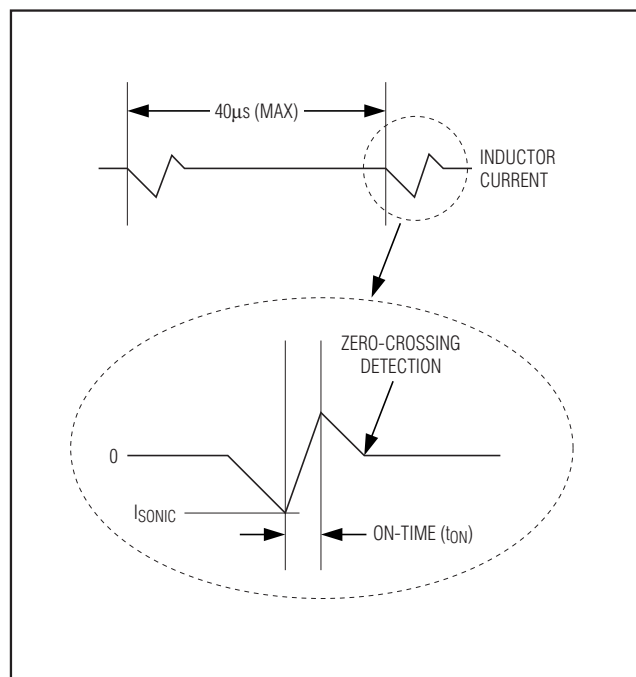 40μs (MAX)
INDUCTOR
CURRENT
ZERO-CROSSING
DETECTION
0
ISONIC
ON-TIME (tON)